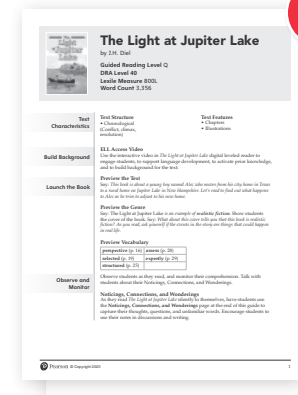 The Light at Jupiter Lake
by J.H. Diel
Guided Reading Level Q
DRA Level 40
Lexile Measure 800L
Word Count 3,356
The Light
at Jupiter
Lake
Text
Characteristics
Text Structure
• Chronological
(Conflict, climax,
resolution)
Text Features
• Chapters
• Illustrations
Build Background
ELL Access Video
Use the interactive video in The Light at Jupiter Lake digital leveled reader to
engage students, to support language development, to activate prior knowledge,
and to build background for the text.
Launch the Book
Preview the Text
Say: This book is about a young boy named Alec who moves from his city home in Texas
to a rural home on Jupiter Lake in New Hampshire. Let's read to find out what happens
to Alec as he tries to adjust to his new home.
Preview the Genre
Say: The Light at Jupiter Lake is an example of realistic fiction. Show students
the cover of the book. Say: What about this cover tells you that this book is realistic
fiction? As you read, ask yourself if the events in the story are things that could happen
in real life.
Preview Vocabulary
perspective (p. 16) assess (p. 28)
selected (p. 19) expertly (p. 29)
structured (p. 25)
Observe and
Monitor
Observe students as they read, and monitor their comprehension. Talk with
students about their Noticings, Connections, and Wonderings.
Noticings, Connections, and Wonderings
As they read The Light at Jupiter Lake silently to themselves, have students use
the Noticings, Connections, and Wonderings page at the end of this guide to
capture their thoughts, questions, and unfamiliar words. Encourage students to
use their notes in discussions and writing.
Pearson © Copyright
1